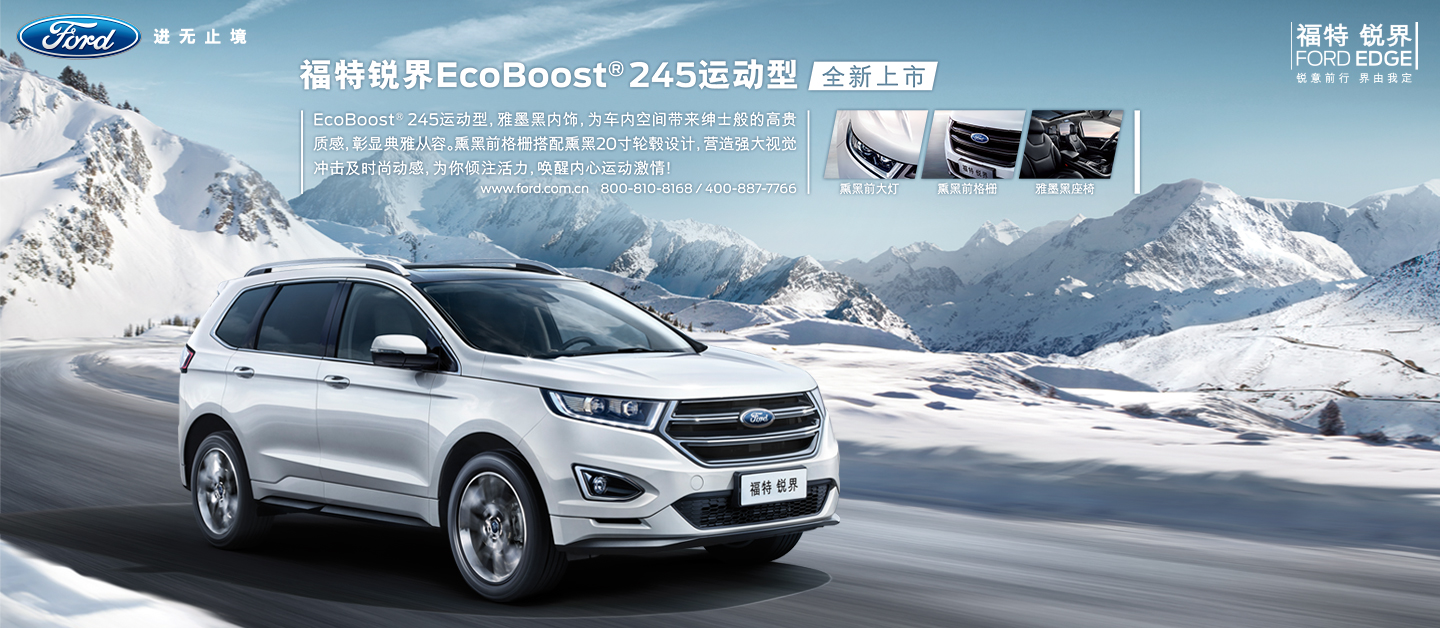 Ford 进无止境
福特 锐界
FORD EDGE
锐意前行 界由我定
福特锐界EcoBoost® 245运动型 全新上市
EcoBoost® 245运动型，雅墨黑内饰，为车内空间带来绅士般的高贵
质感，彰显典雅从容。熏黑前格栅搭配熏黑20寸轮毂设计，营造强大视觉
冲击及时尚动感，为你倾注活力，唤醒内心运动激情！
www.ford.com.cn 800-810-8168 / 400-887-7766
熏黑前大灯 熏黑前格栅 雅墨黑座椅
Ford
福特 锐界